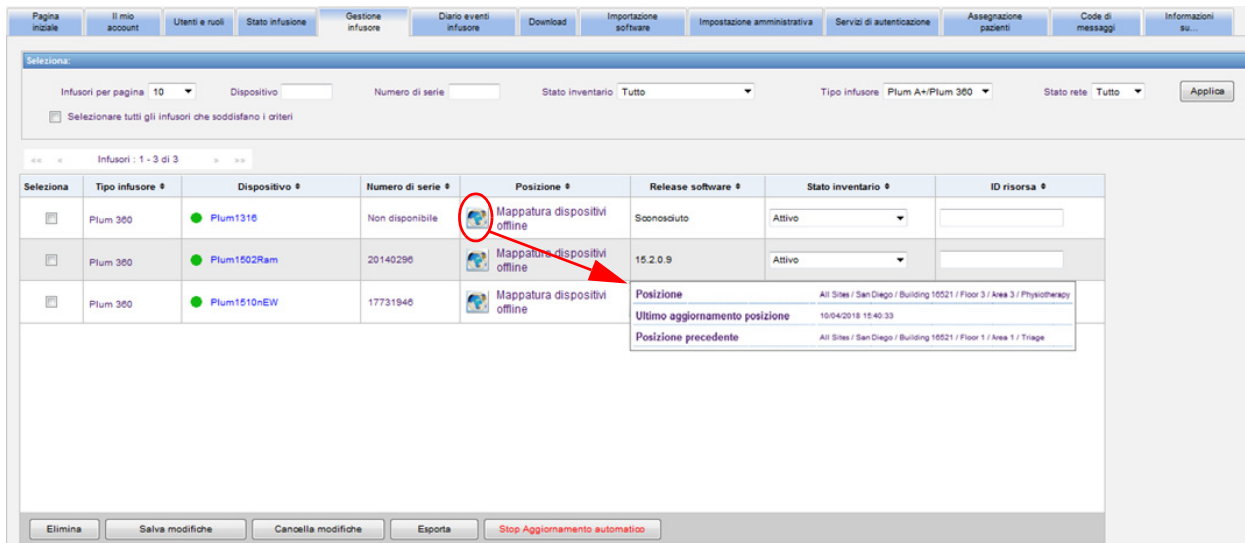 Pagina iniziale
Il mio account
Utenti e ruoli
Stato infusione
Gestione infusore
Diario eventi infusore
Download
Importazione software
Impostazione amministrativa
Servizi di autenticazione
Assegnazione pazienti
Code di messaggi
Informazioni su...
Seleziona:
Infusori per pagina 10 Dispositivo Numero di serie Stato inventario Tutto Tipo infusore Plum A+/Plum 360 Stato rete Tutto Applica
Selezionare tutti gli infusori che soddisfano i criteri
<< < Infusori : 1 - 3 di 3 > >>
Seleziona Tipo infusore Dispositivo Numero di serie Posizione Release software Stato inventario ID risorsa
Plum 360 Plum1316 Non disponibile Mappatura dispositivi offline Sconosciuto Attivo
Plum 360 Plum1502Ram 20140296 Mappatura dispositivi offline 15.2.0.9 Attivo
Plum 360 Plum1510nEW 17731946 Mappatura dispositivi offline
Posizione All Sites / San Diego / Building 16521 / Floor 3 / Area 3 / Physiotherapy
Ultimo aggiornamento posizione 10/04/2018 15:40:33
Posizione precedente All Sites / San Diego / Building 16521 / Floor 1 / Area 1 / Triage
Elimina Salva modifiche Cancella modifiche Esporta Stop Aggiornamento automatico